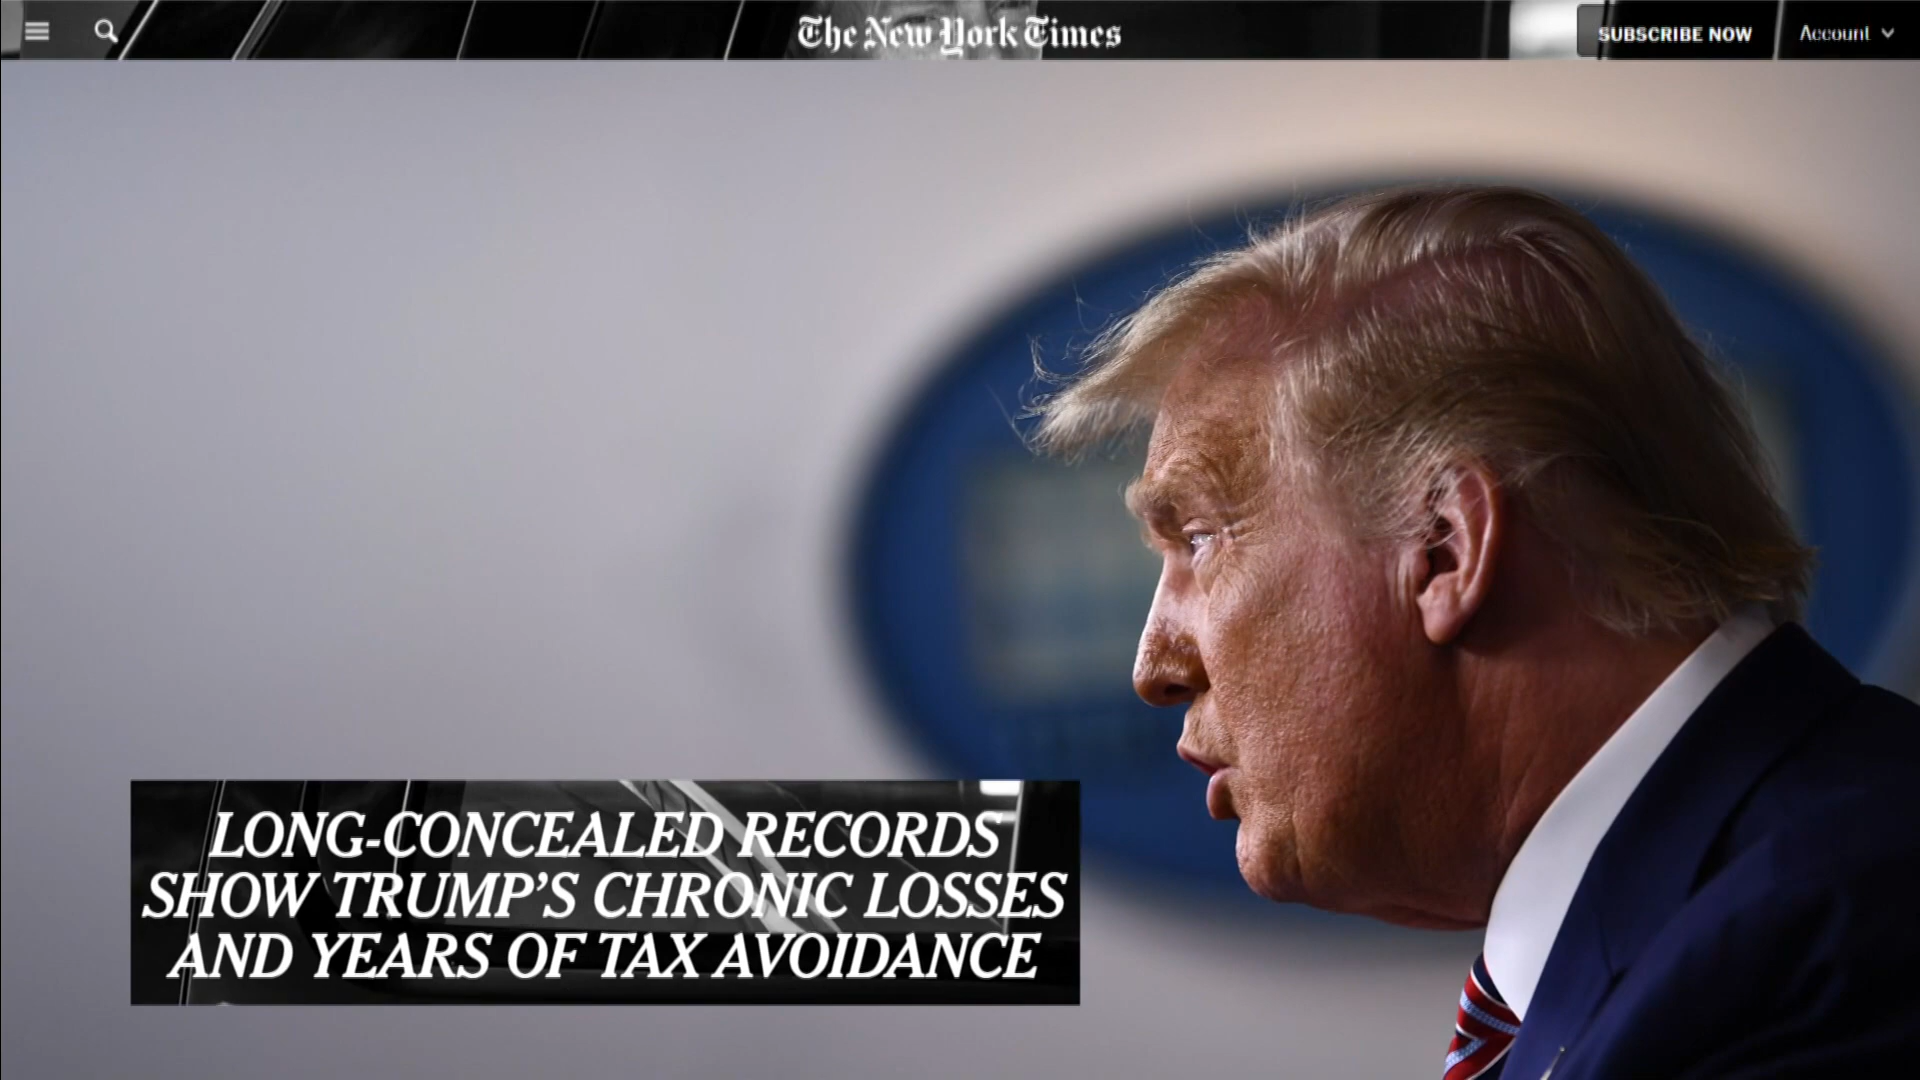 The New York Times
SUBSCRIBE NOW
Account
LONG-CONCEALED RECORDS
SHOW TRUMP’S CHRONIC LOSSES
AND YEARS OF TAX AVOIDANCE